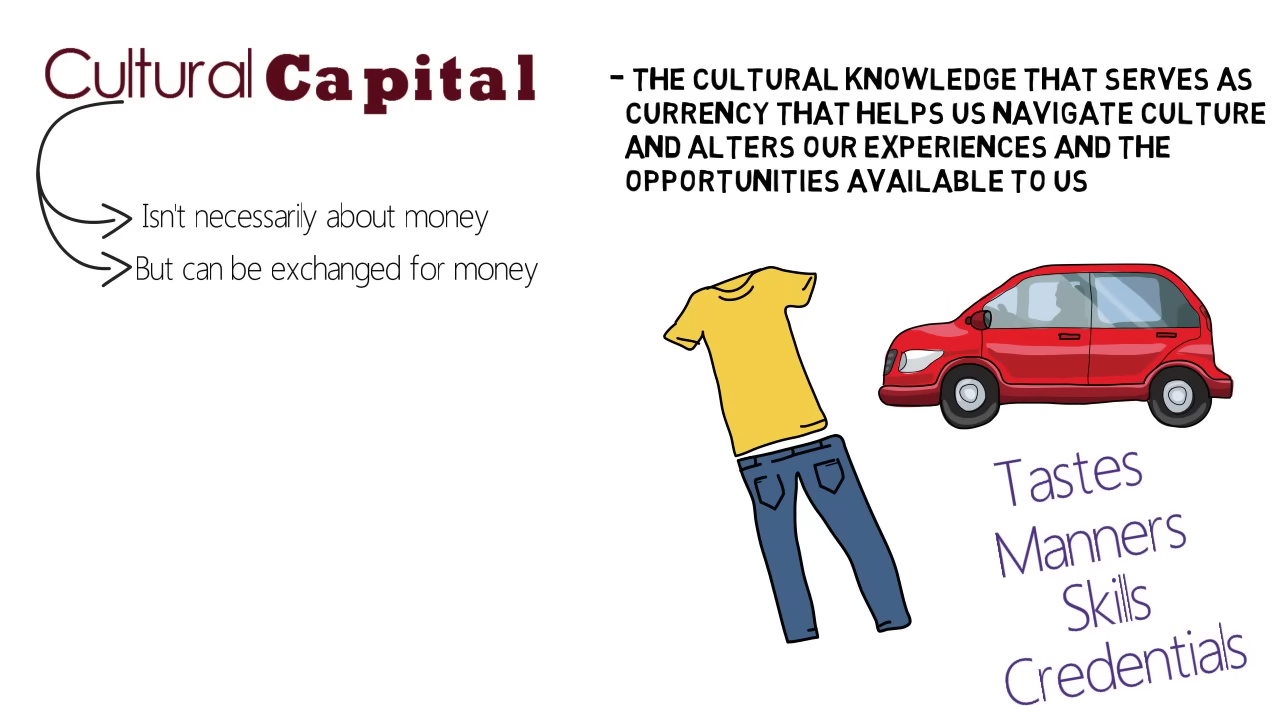 Cultural Capital
Isn't necessarily about money
But can be exchanged for money
- THE CULTURAL KNOWLEDGE THAT SERVES AS
CURRENCY THAT HELPS US NAVIGATE CULTURE
AND ALTERS OUR EXPERIENCES AND THE
OPPORTUNITIES AVAILABLE TO US
Tastes
Manners
Skills
Credentials